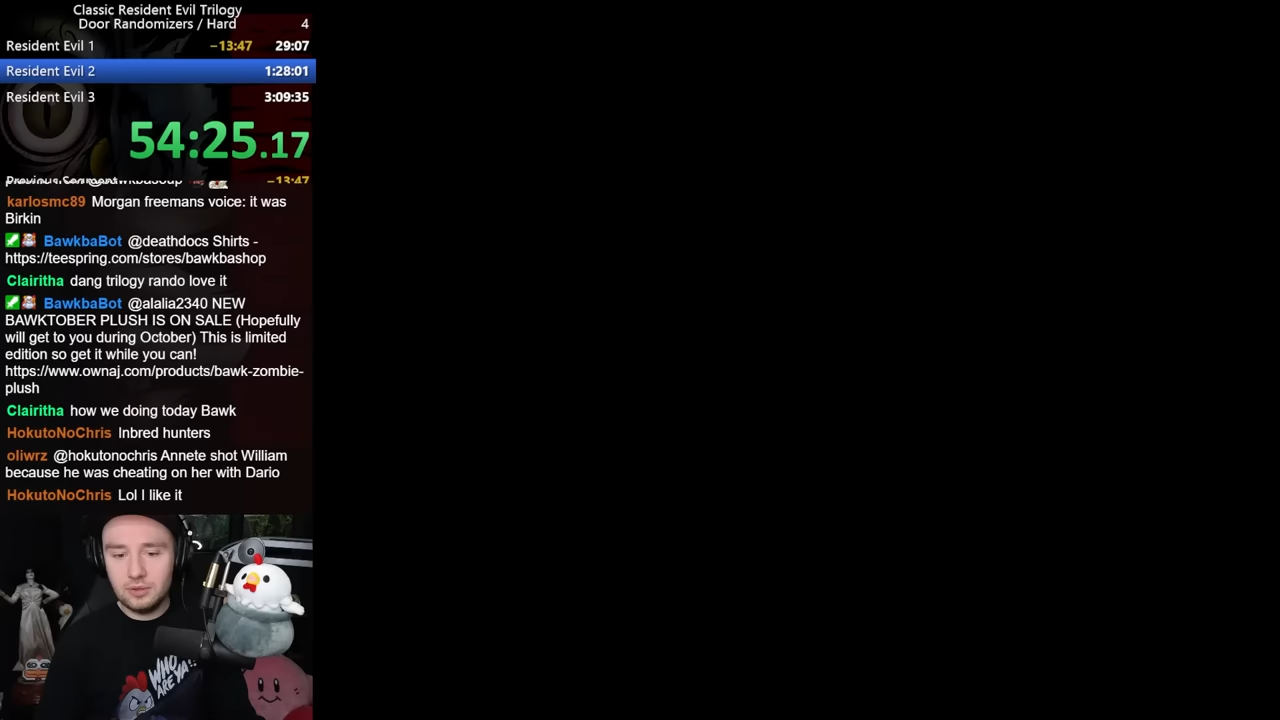 Classic Resident Evil Trilogy
Door Randomizers / Hard 4
Resident Evil 1 −13:47 29:07
Resident Evil 2 1:28:01
Resident Evil 3 3:09:35
54:25.17
Previous Segment −13:47
karlosmc89 Morgan freemans voice: it was
Birkin
BawkbaBot @deathdocs Shirts -
https://teespring.com/stores/bawkbashop
Clairitha dang trilogy rando love it
BawkbaBot @alalia2340 NEW
BAWKTOBER PLUSH IS ON SALE (Hopefully
will get to you during October) This is limited
edition so get it while you can!
https://www.ownaj.com/products/bawk-zombie-
plush
Clairitha how we doing today Bawk
HokutoNoChris Inbred hunters
oliwrz @hokutonochris Annete shot William
because he was cheating on her with Dario
HokutoNoChris Lol I like it
WHO
ARE YA!